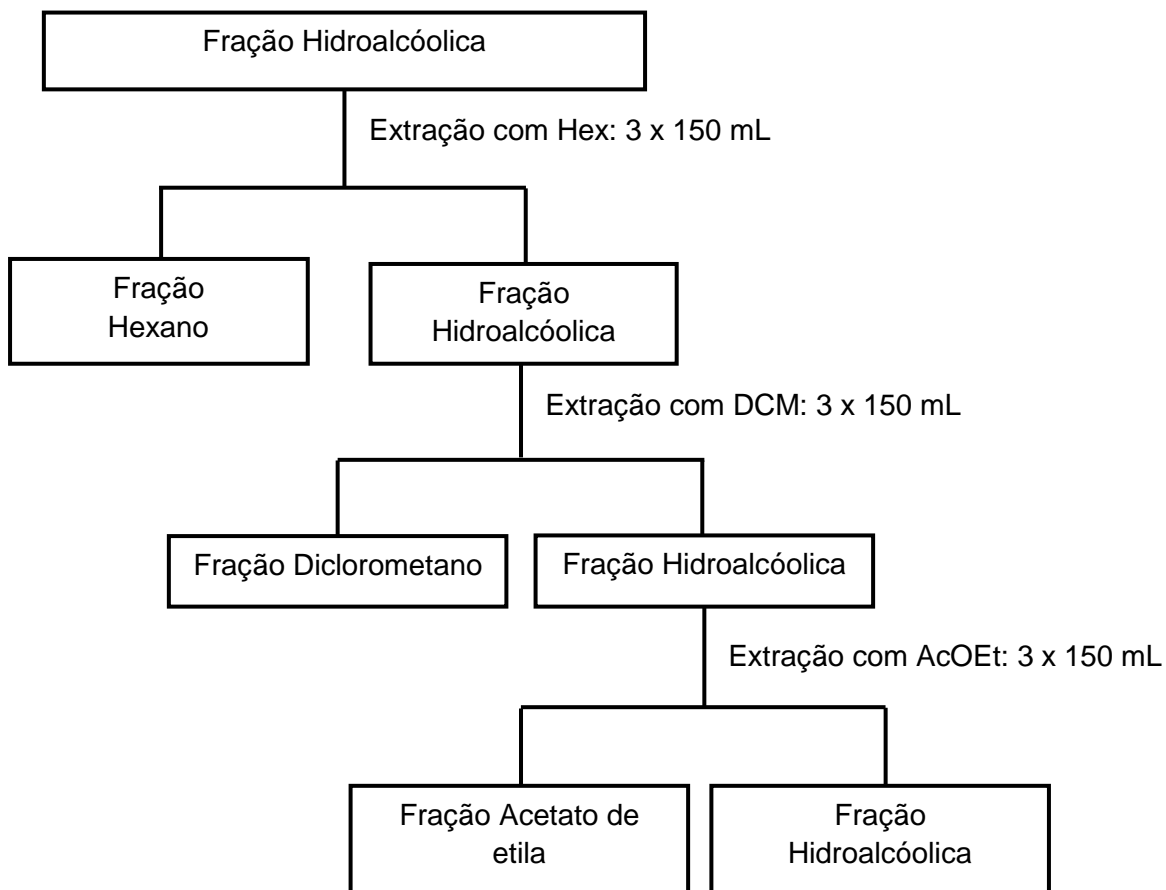 Fração Hidroalcóolica
Extração com Hex: 3 x 150 mL
Fração
Hexano
Fração
Hidroalcóolica
Extração com DCM: 3 x 150 mL
Fração Diclorometano
Fração Hidroalcóolica
Extração com AcOEt: 3 x 150 mL
Fração Acetato de
etila
Fração
Hidroalcóolica